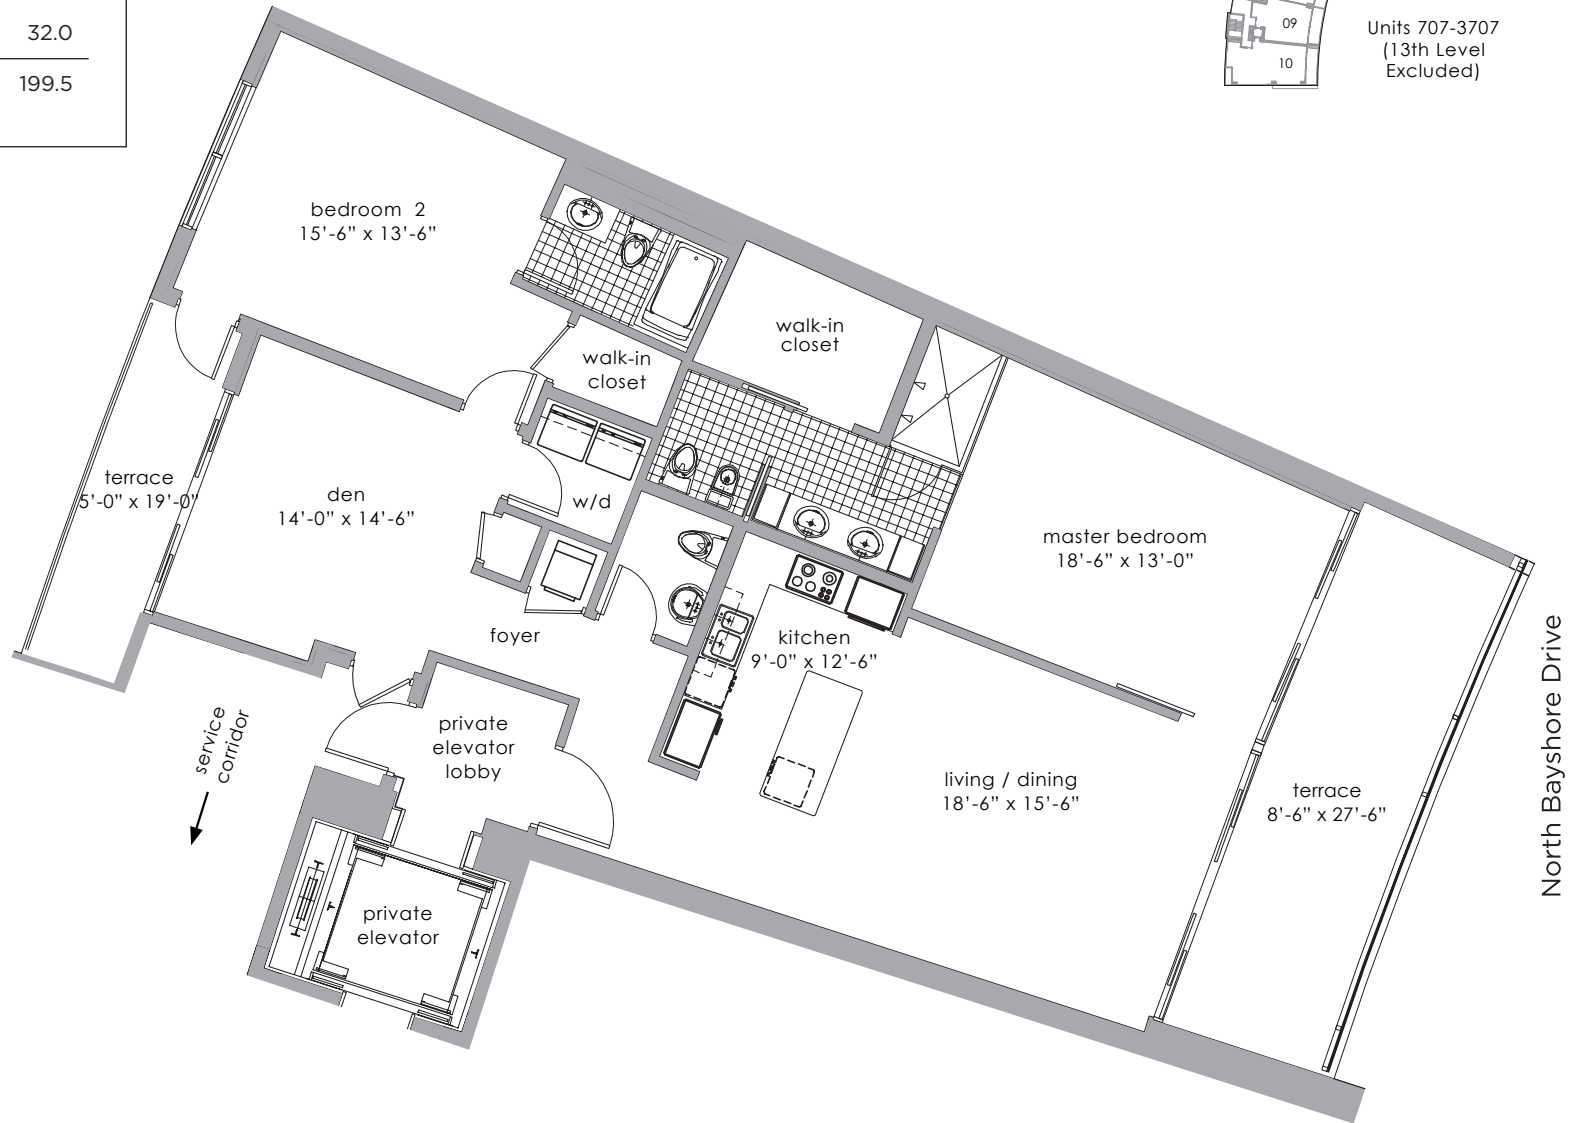 32.0
199.5
09
10
Units 707-3707
(13th Level
Excluded)
bedroom 2
15’-6” x 13’-6”
walk-in
closet
walk-in
closet
terrace
5’-0” x 19’-0”
den
14’-0” x 14’-6”
w/d
master bedroom
18’-6” x 13’-0”
foyer
kitchen
9’-0” x 12’-6”
service
corridor
private
elevator
lobby
living / dining
18’-6” x 15’-6”
terrace
8’-6” x 27’-6”
North Bayshore Drive
private
elevator